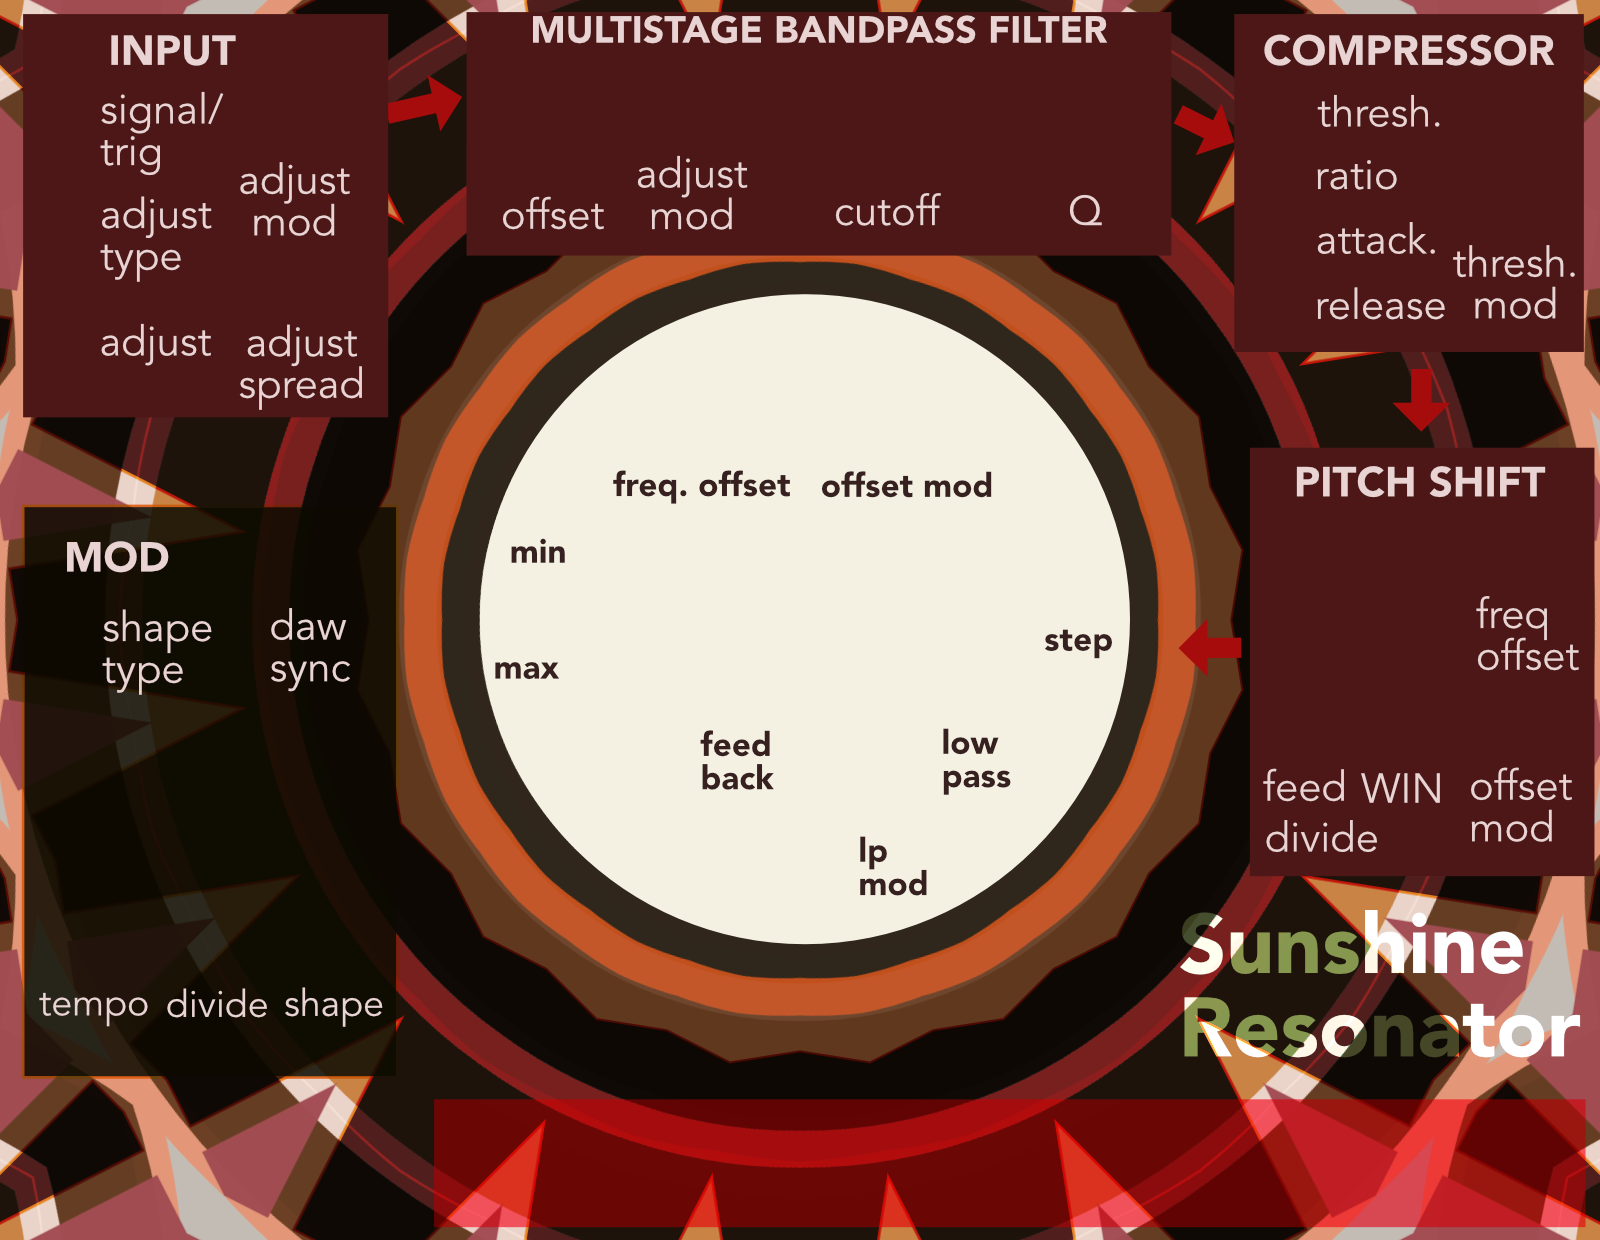 INPUT
signal/
trig
adjust
type
adjust
mod
adjust
adjust
spread
MULTISTAGE BANDPASS FILTER
offset
adjust
mod
cutoff
Q
COMPRESSOR
thresh.
ratio
attack.
release
thresh.
mod
PITCH SHIFT
freq
offset
feed WIN
divide
offset
mod
freq. offset
offset mod
min
max
step
feed
back
low
pass
lp
mod
MOD
shape
type
daw
sync
tempo
divide
shape
Sunshine
Resonator